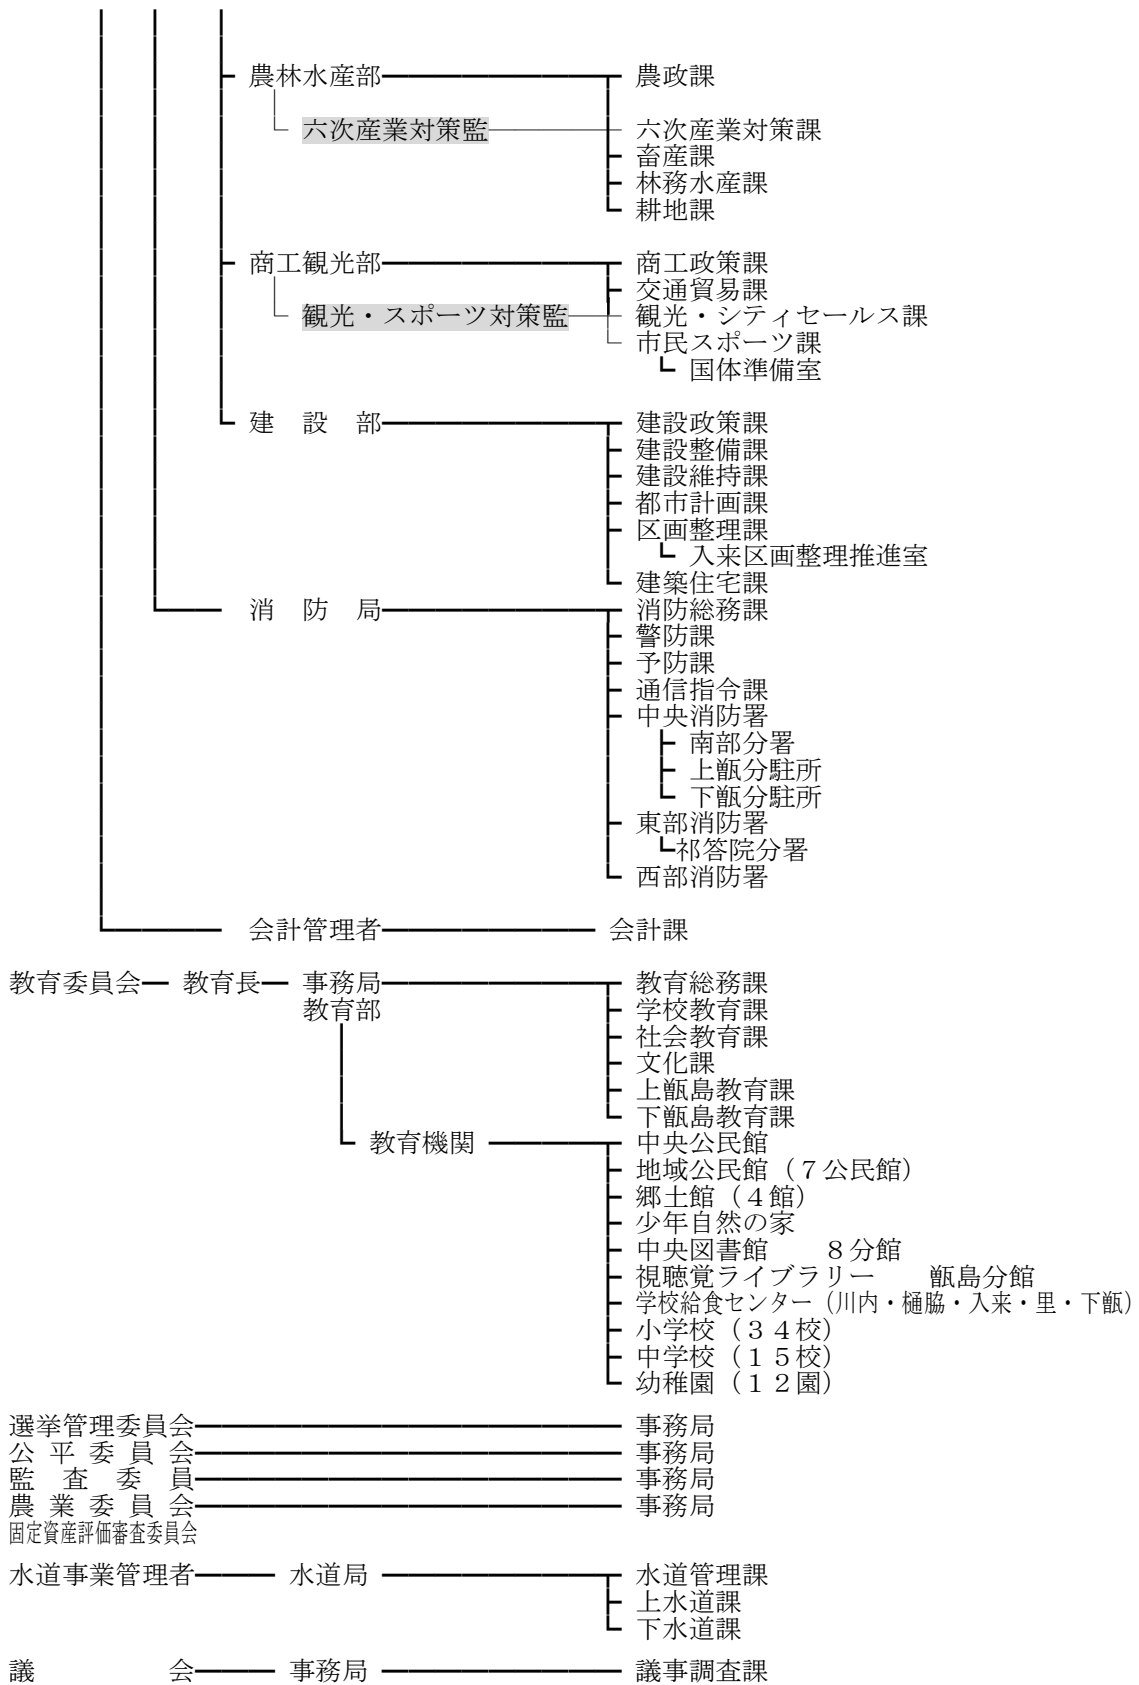 農林水産部 農政課
六次産業対策監 六次産業対策課
畜産課
林務水産課
耕地課
商工観光部 商工政策課
交通貿易課
観光・スポーツ対策監 観光・シティセールス課
市民スポーツ課
国体準備室
建　設　部 建設政策課
建設整備課
建設維持課
都市計画課
区画整理課
入来区画整理推進室
建築住宅課
消　防　局 消防総務課
警防課
予防課
通信指令課
中央消防署
南部分署
上甑分駐所
下甑分駐所
東部消防署
祁答院分署
西部消防署
会計管理者 会計課
教育委員会 教育長 事務局 教育総務課
教育部 学校教育課
社会教育課
文化課
上甑島教育課
下甑島教育課
教育機関 中央公民館
地域公民館（７公民館）
郷土館（４館）
少年自然の家
中央図書館　８分館
視聴覚ライブラリー　甑島分館
学校給食センター（川内・樋脇・入来・里・下甑）
小学校（３４校）
中学校（１５校）
幼稚園（１２園）
選挙管理委員会 事務局
公 平 委 員 会 事務局
監　査　委　員 事務局
農 業 委 員 会 事務局
固定資産評価審査委員会
水道事業管理者 水道局 水道管理課
上水道課
下水道課
議　　　　　会 事務局 議事調査課